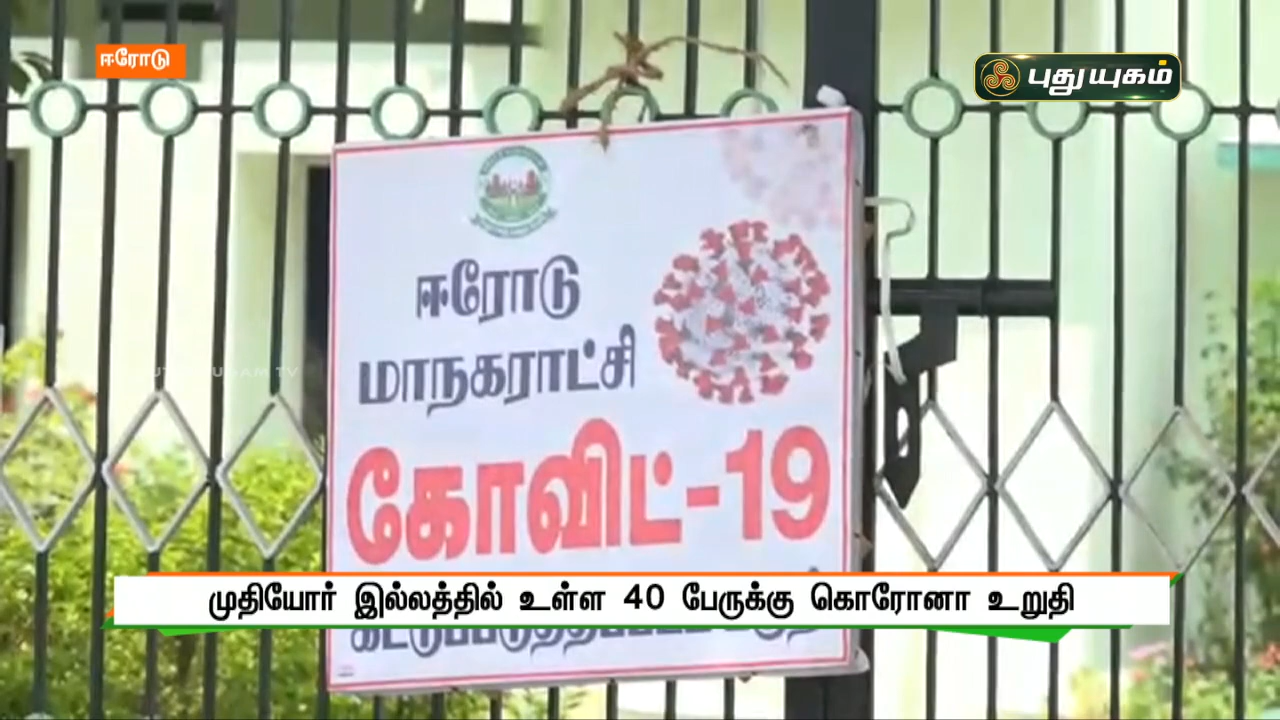 ஈரோடு
புதுயுகம்
ஈரோடு
மாநகராட்சி
கோவிட்-19
முதியோர் இல்லத்தில் உள்ள 40 பேருக்கு கொரோனா உறுதி